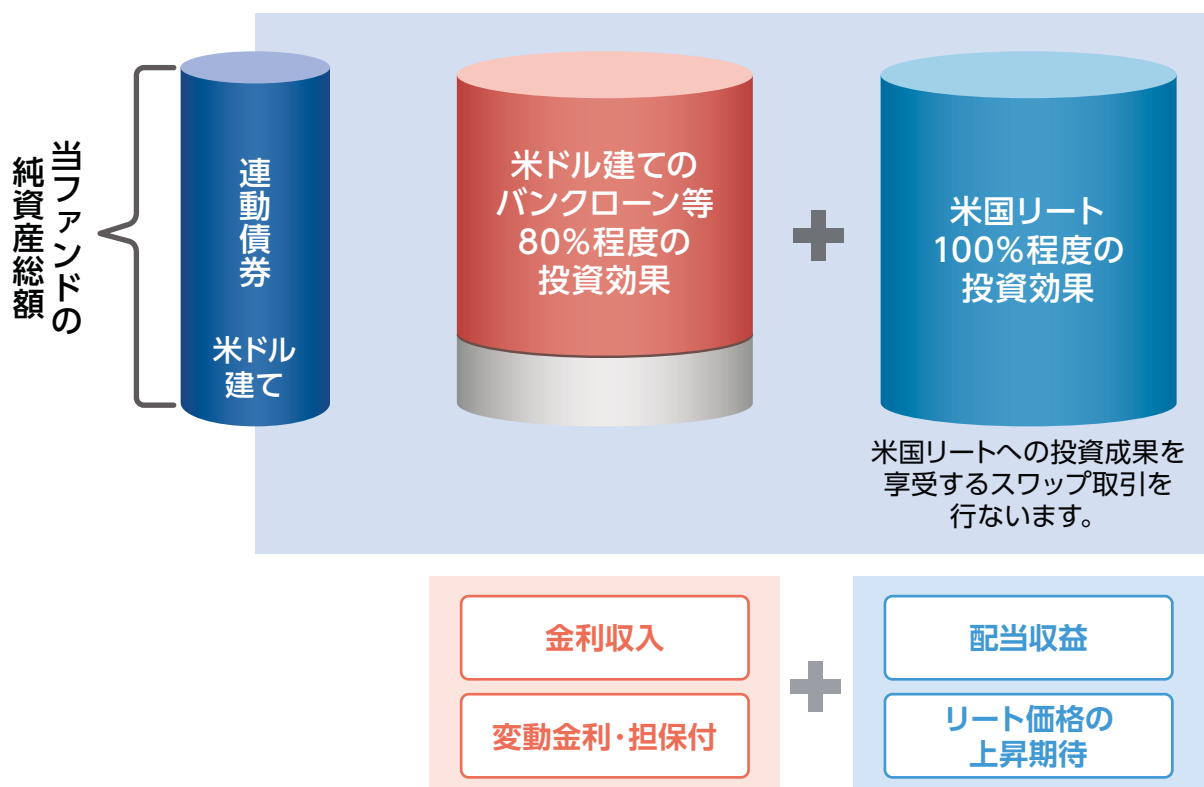 当ファンドの
純資産総額
連動債券
米ドル
建て
米ドル建ての
バンクローン等
80%程度の
投資効果
米国リート
100%程度の
投資効果
米国リートへの投資成果を
享受するスワップ取引を
行ないます。
金利収入
変動金利・担保付
配当収益
リート価格の
上昇期待